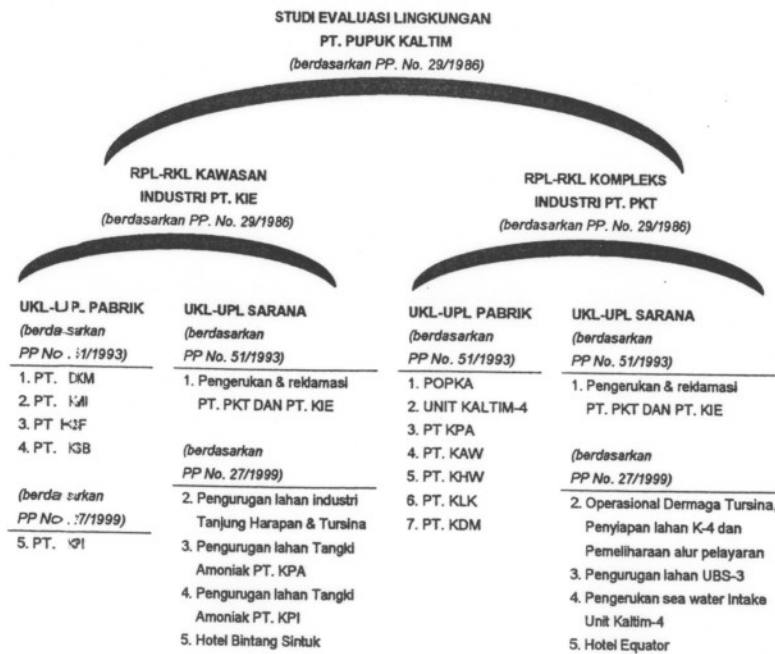 STUDI EVALUASI LINGKUNGAN
PT. PUPUK KALTIM
(berdasarkan PP. No. 29/1986)
RPL-RKL KAWASAN
INDUSTRI PT. KIE
(berdasarkan PP. No. 29/1986)
RPL-RKL KOMPLEKS
INDUSTRI PT. PKT
(berdasarkan PP. No. 29/1986)
UKL-UPL PABRIK
(berdasarkan
PP No. 51/1993)
1. PT. DKM
2. PT.
3. PT
4. PT.
(berdasarkan
PP No.
5. PT. KPI
UKL-UPL SARANA
(berdasarkan
PP No. 51/1993)
1. Pengerukan & reklamasi
PT. PKT DAN PT. KIE
(berdasarkan
PP No. 27/1999)
2. Pengurugan lahan industri
Tanjung Harapan & Tursina
3. Pengurugan lahan Tangki
Amoniak PT. KPA
4. Pengurugan lahan Tangki
Amoniak PT. KPI
5. Hotel Bintang Sintuk
UKL-UPL PABRIK
(berdasarkan
PP No. 51/1993)
1. POPKA
2. UNIT KALTIM-4
3. PT KPA
4. PT. KAW
5. PT. KHW
6. PT. KLK
7. PT. KDM
UKL-UPL SARANA
(berdasarkan
PP No. 51/1993)
1. Pengerukan & reklamasi
PT. PKT DAN PT. KIE
(berdasarkan
PP No. 27/1999)
2. Operasional Dermaga Tursina,
Penyiapan lahan K-4 dan
Pemeliharaan alur pelayaran
3. Pengurugan lahan UBS-3
4. Pengerukan sea water intake
Unit Kaltim-4
5. Hotel Equator